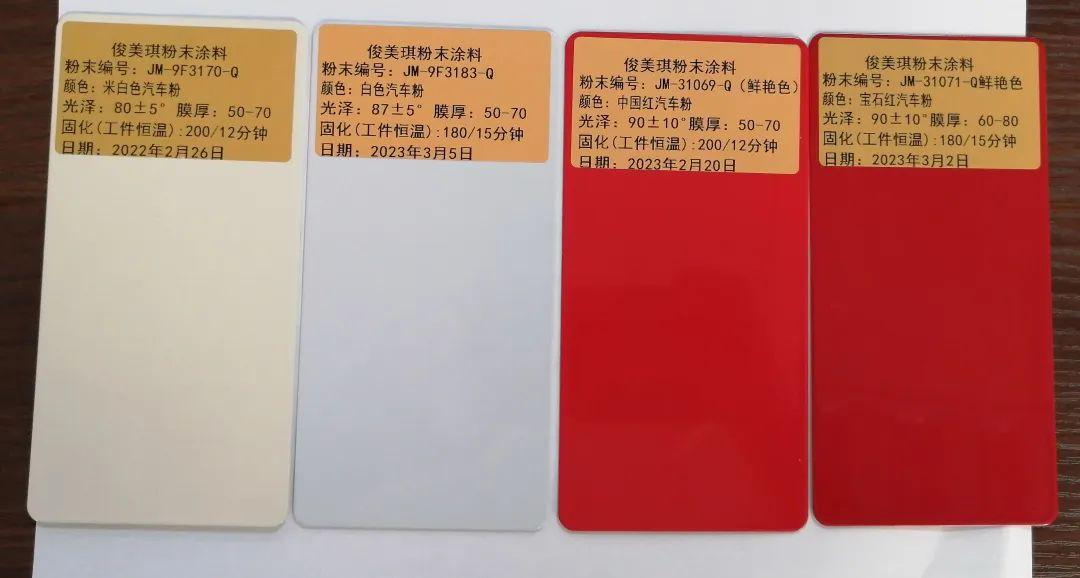 俊美琪粉末涂料
粉末编号：JM-9F3170-Q
颜色：米白色汽车粉
光泽：80±5° 膜厚：50-70
固化(工件恒温):200/12分钟
日期：2022年2月26日
俊美琪粉末涂料
粉末编号：JM-9F3183-Q
颜色：白色汽车粉
光泽：87±5° 膜厚：50-70
固化(工件恒温):180/15分钟
日期：2023年3月5日
俊美琪粉末涂料
粉末编号：JM-31069-Q（鲜艳色）
颜色：中国红汽车粉
光泽：90±10°膜厚：50-70
固化(工件恒温):200/12分钟
日期：2023年2月20日
俊美琪粉末涂料
粉末编号：JM-31071-Q鲜艳色
颜色：宝石红汽车粉
光泽：90±10°膜厚：60-80
固化(工件恒温):180/15分钟
日期：2023年3月2日